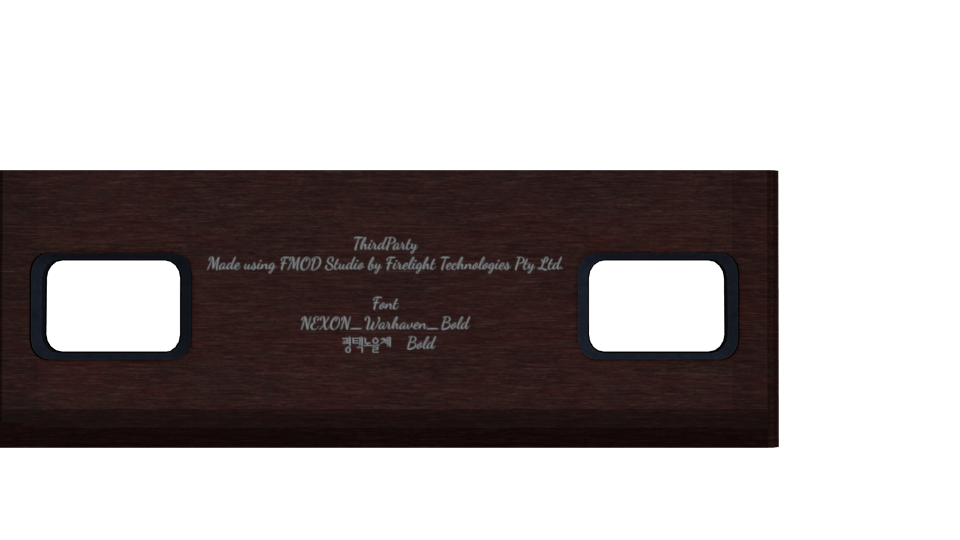 ThirdParty
Made using FMOD Studio by Firelight Technologies Pty Ltd.
Font
NEXON_Warhaven_Bold
평택노을체 Bold